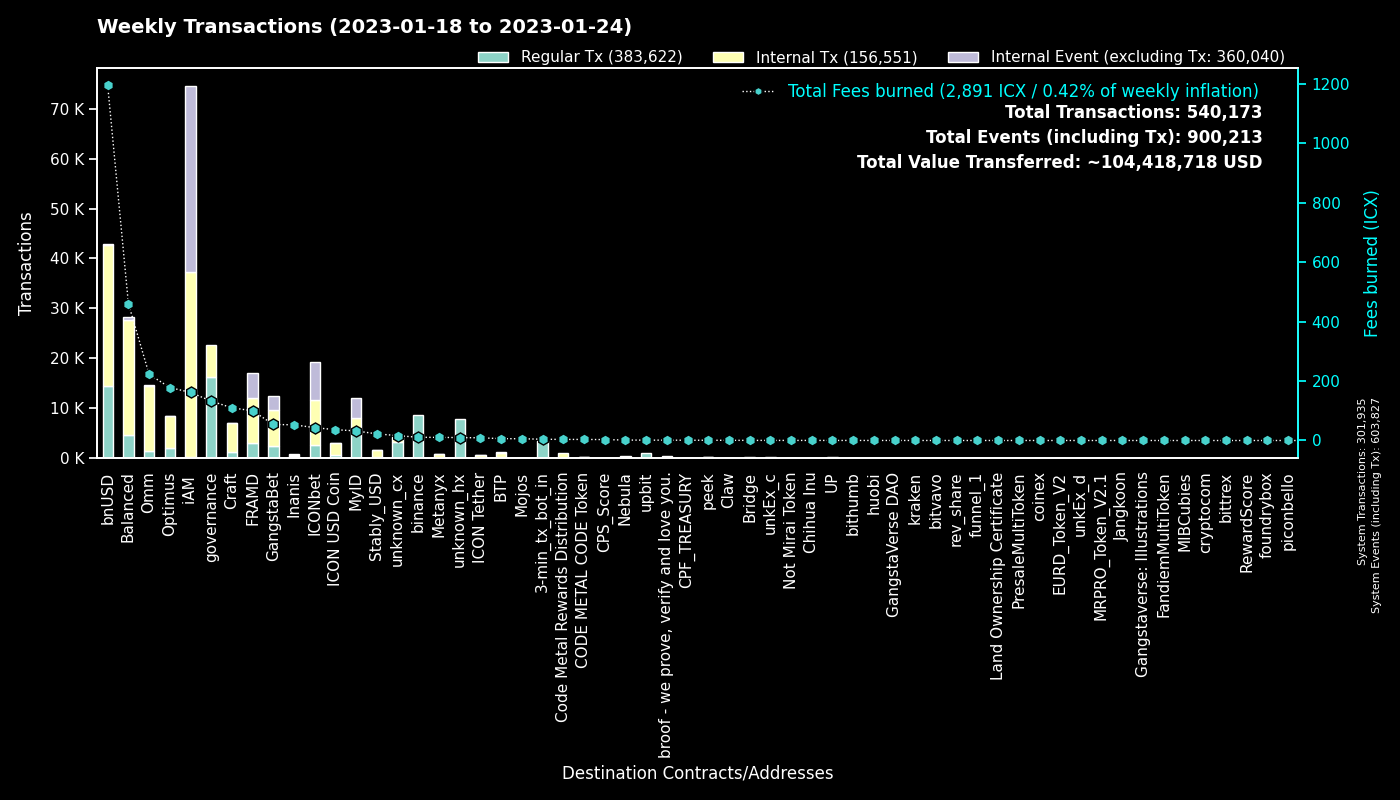 Weekly Transactions (2023-01-18 to 2023-01-24)
Regular Tx (383,622)
Internal Tx (156,551)
Internal Event (excluding Tx: 360,040)
Total Fees burned (2,891 ICX / 0.42% of weekly inflation)
Total Transactions: 540,173
Total Events (including Tx): 900,213
Total Value Transferred: ~104,418,718 USD
Transactions
70 K
60 K
50 K
40 K
30 K
20 K
10 K
0 K
1200
1000
800
600
400
200
0
Fees burned (ICX)
System Transactions: 301,935
System Events (including Tx): 603,827
bnUSD
Balanced
Omm
Optimus
iAM
governance
Craft
FRAMD
GangstaBet
Inanis
ICONbet
ICON USD Coin
MyID
Stably_USD
unknown_cx
binance
Metanyx
unknown_hx
ICON Tether
BTP
Mojos
3-min_tx_bot_in
Code Metal Rewards Distribution
CODE METAL CODE Token
CPS_Score
Nebula
upbit
broof - we prove, verify and love you.
CPF_TREASURY
peek
Claw
Bridge
unkEx_c
Not Mirai Token
Chihua Inu
UP
bithumb
huobi
GangstaVerse DAO
kraken
bitvavo
rev_share
funnel_1
Land Ownership Certificate
PresaleMultiToken
coinex
EURD_Token_V2
unkEx_d
MRPRO_Token_V2.1
Jangkoon
Gangstaverse: Illustrations
FandiemMultiToken
MIBCubies
cryptocom
bittrex
RewardScore
foundrybox
piconbello
Destination Contracts/Addresses